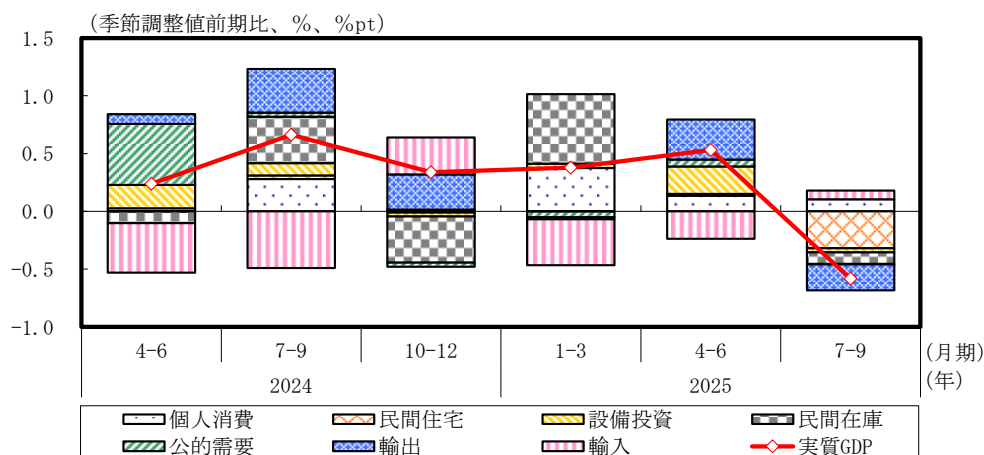 (季節調整値前期比、%、%pt)
1.5
1.0
0.5
0.0
-0.5
-1.0
4-6 7-9 10-12 1-3 4-6 7-9 (月期)
2024 2025 (年)
個人消費 民間住宅 設備投資 民間在庫
公的需要 輸出 輸入 実質GDP